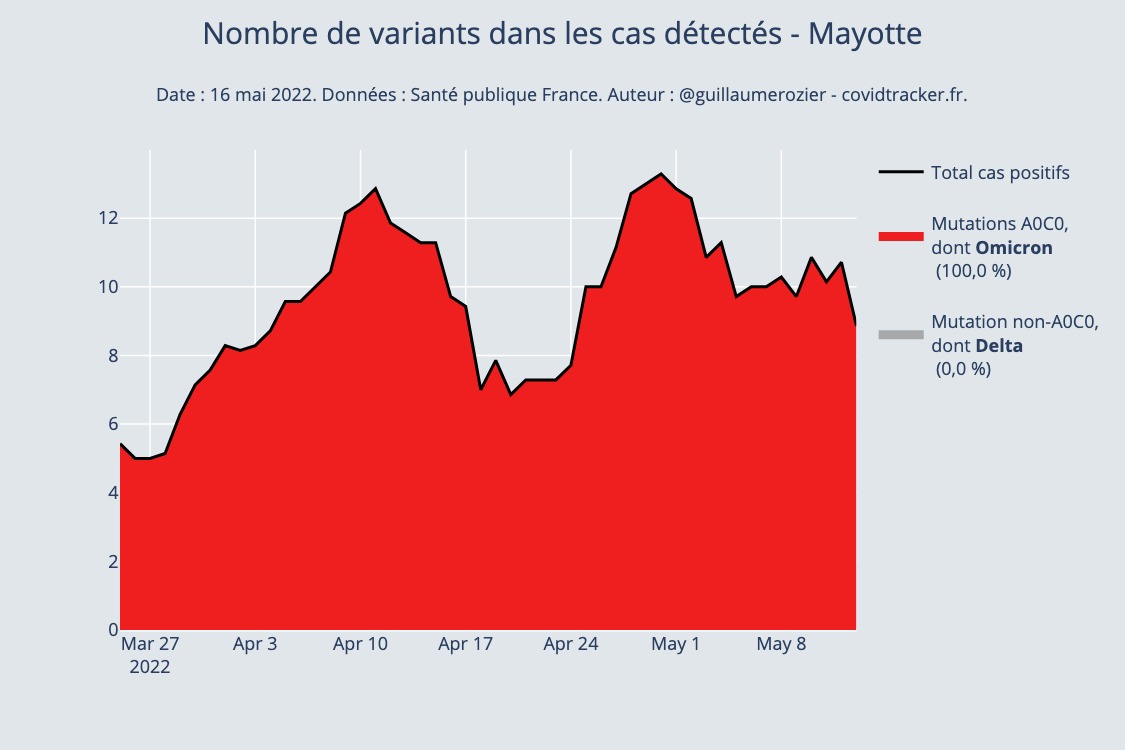 Nombre de variants dans les cas détectés - Mayotte
Date : 16 mai 2022. Données : Santé publique France. Auteur : @guillaumerozier - covidtracker.fr.
Total cas positifs
Mutations A0C0,
dont Omicron
(100,0 %)
Mutation non-A0C0,
dont Delta
(0,0 %)
12
10
8
6
4
2
0
Mar 27
2022
Apr 3
Apr 10
Apr 17
Apr 24
May 1
May 8